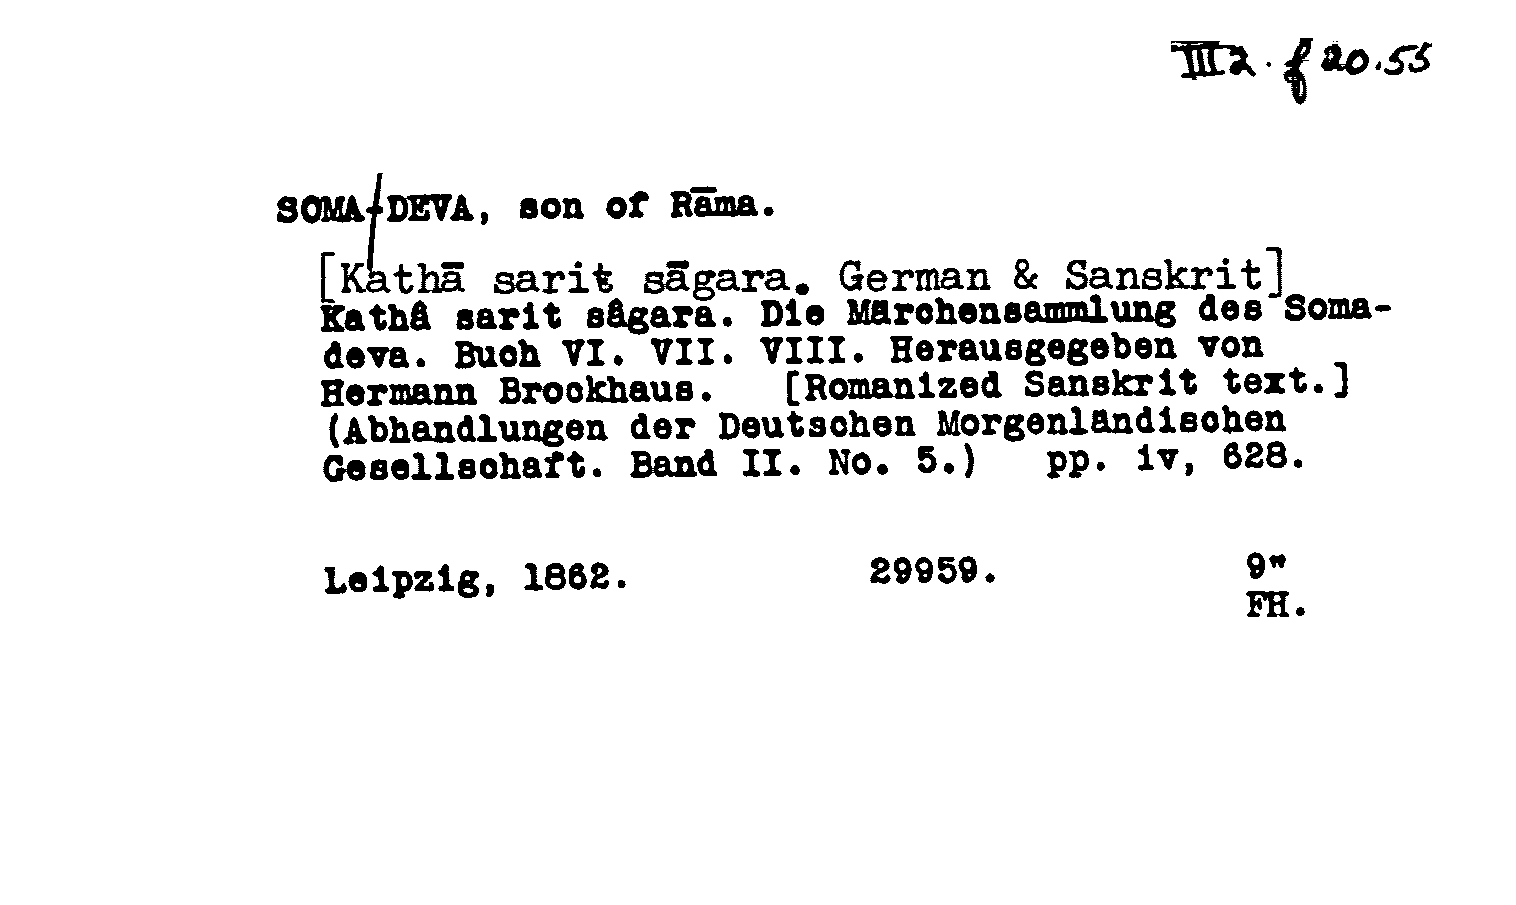 III 2. f 20.55
SOMA-DEVA, son of Rāma.
[Kathā sarit sāgara. German & Sanskrit]
Kathâ sarit sâgara. Die Märchensammlung des Soma-
deva. Buch VI. VII. VIII. Herausgegeben von
Hermann Brockhaus. [Romanized Sanskrit text.]
(Abhandlungen der Deutschen Morgenländischen
Gesellschaft. Band II. No. 5.) pp. iv, 628.
Leipzig, 1862. 29959. 9"
FH.